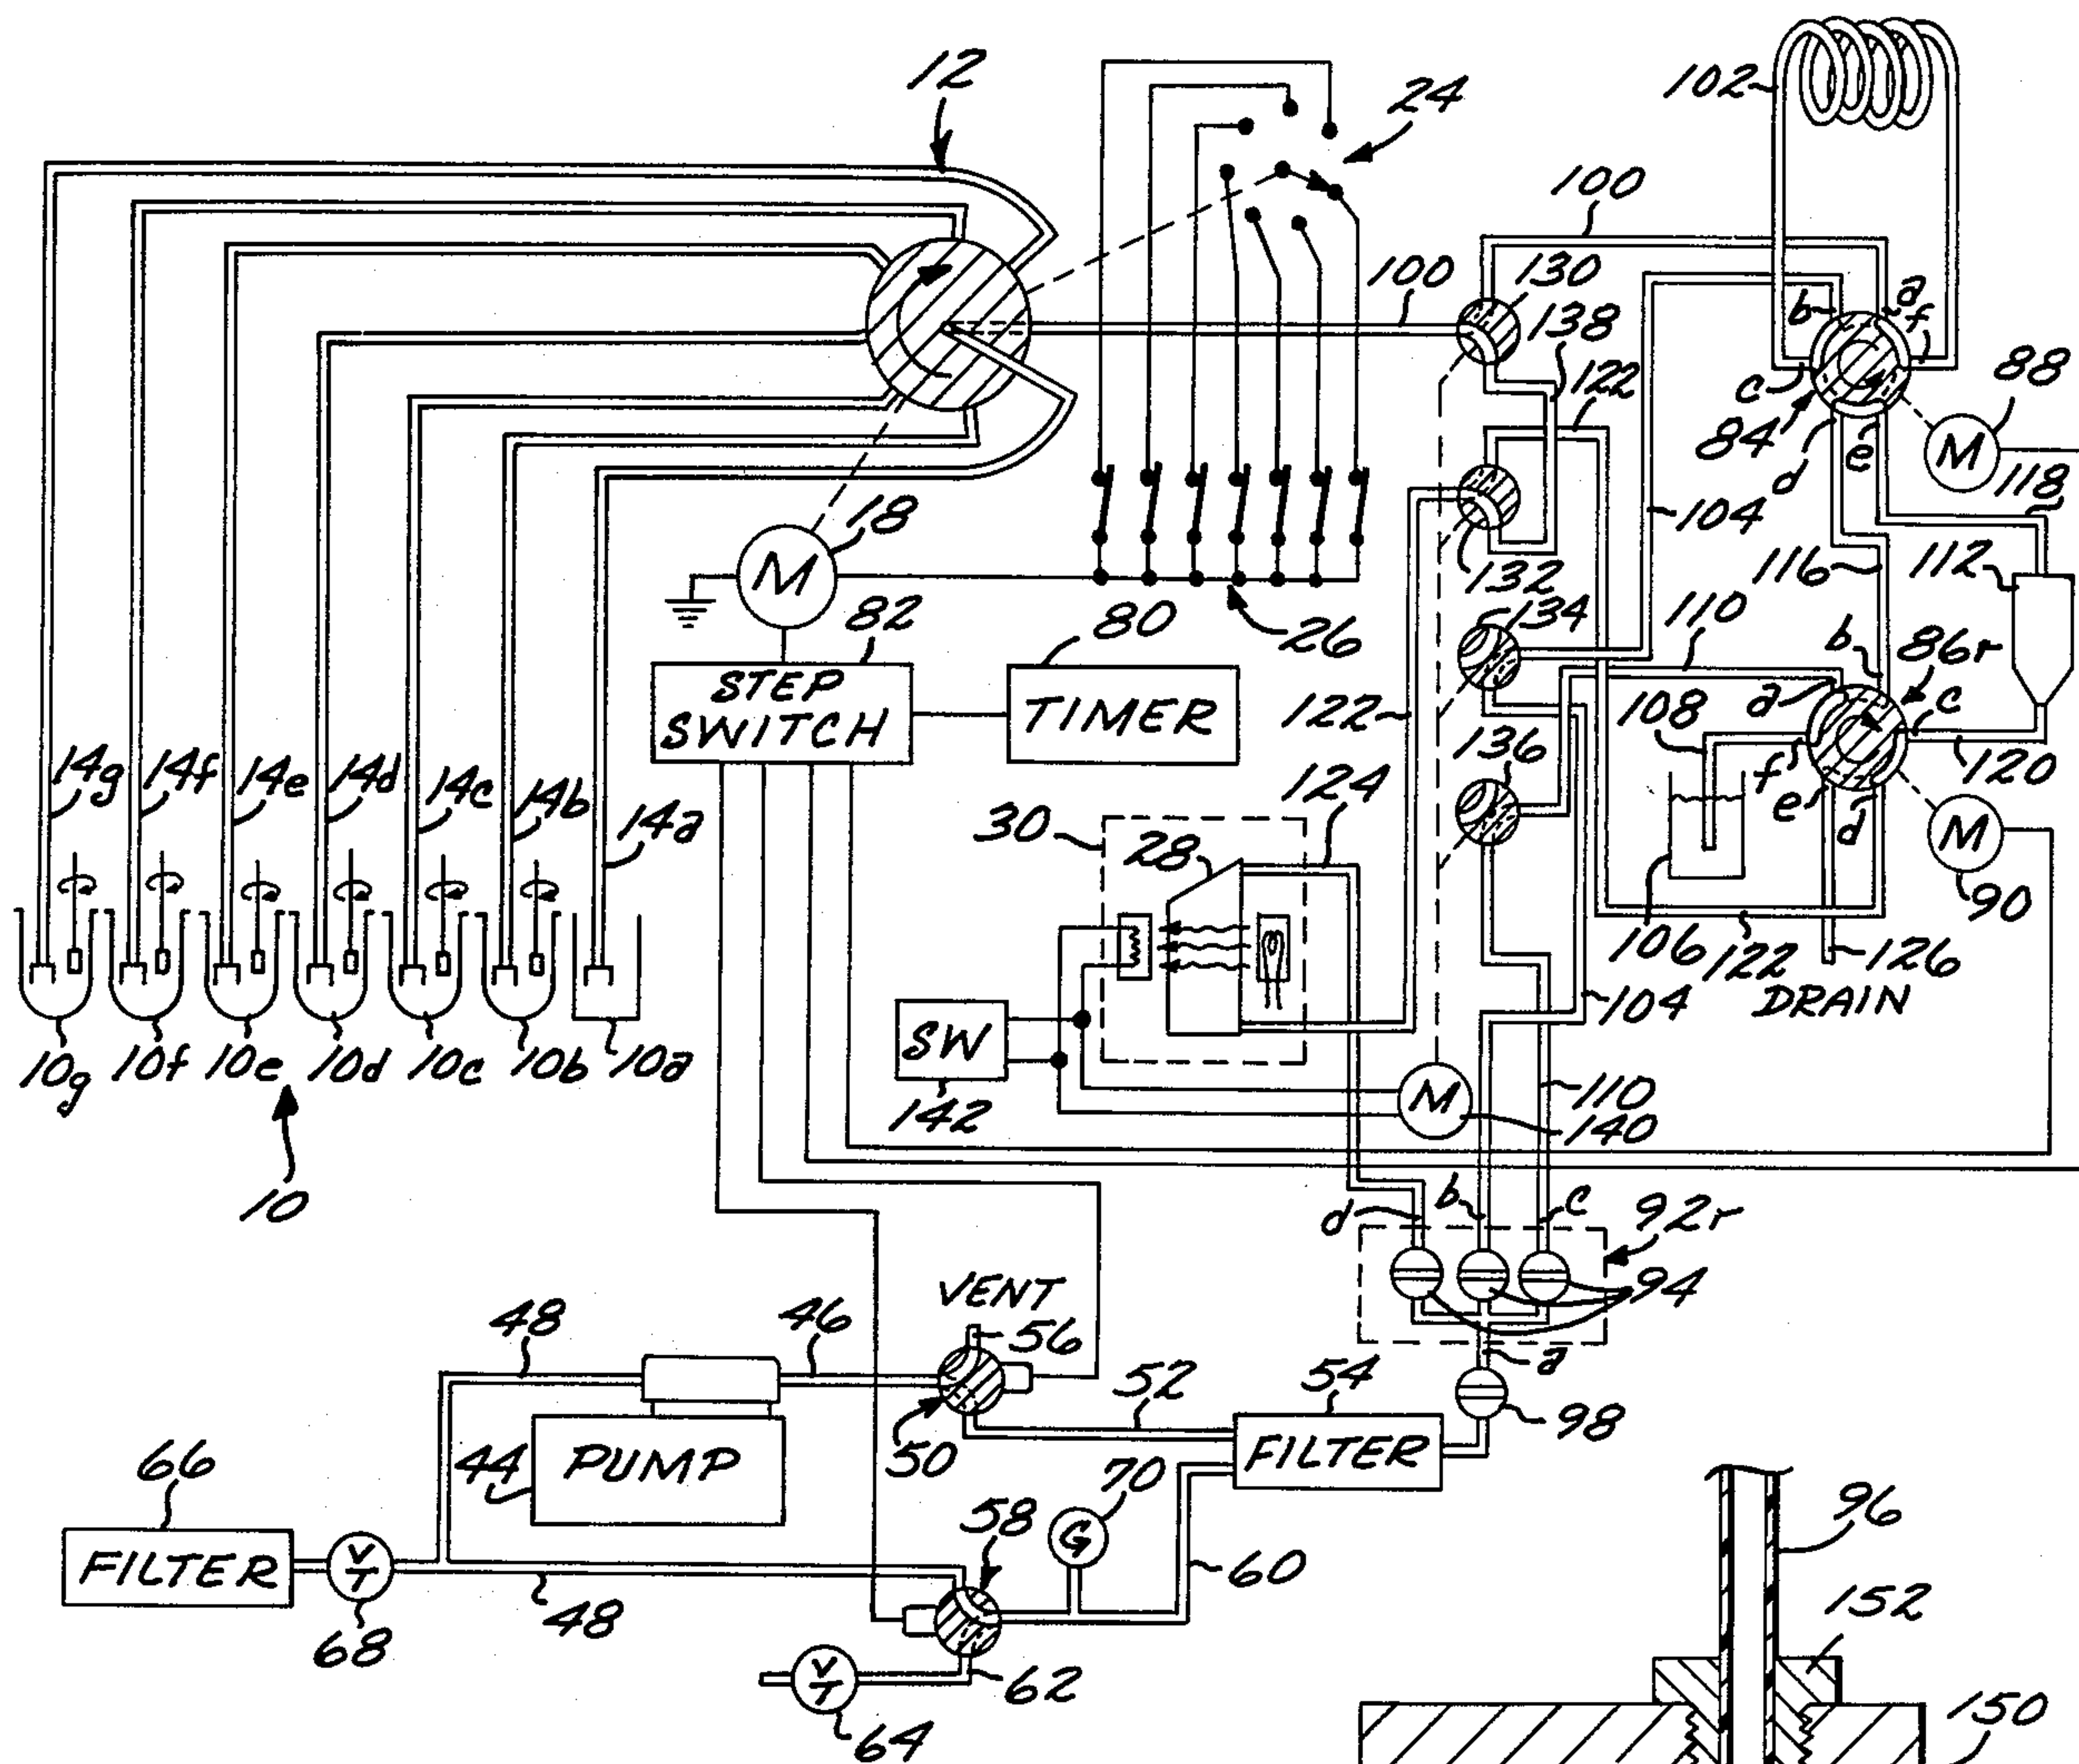 12
24
102
100
100
130
138
122
b
a
f
c
84
d
e
88
M
118
104
116
112
132
134
110
18
M
82
80
26
STEP
SWITCH
TIMER
122
136
108
b
86r
a
c
f
e
d
120
M
90
14g
14f
14e
14d
14c
14b
14a
30
28
124
106
122
126
DRAIN
104
SW
142
M
140
110
10g
10f
10e
10d
10c
10b
10a
10
d
b
c
92r
94
VENT
56
48
46
a
98
52
54
FILTER
50
44
PUMP
66
FILTER
V
T
68
48
58
70
G
60
62
V
T
64
96
152
150